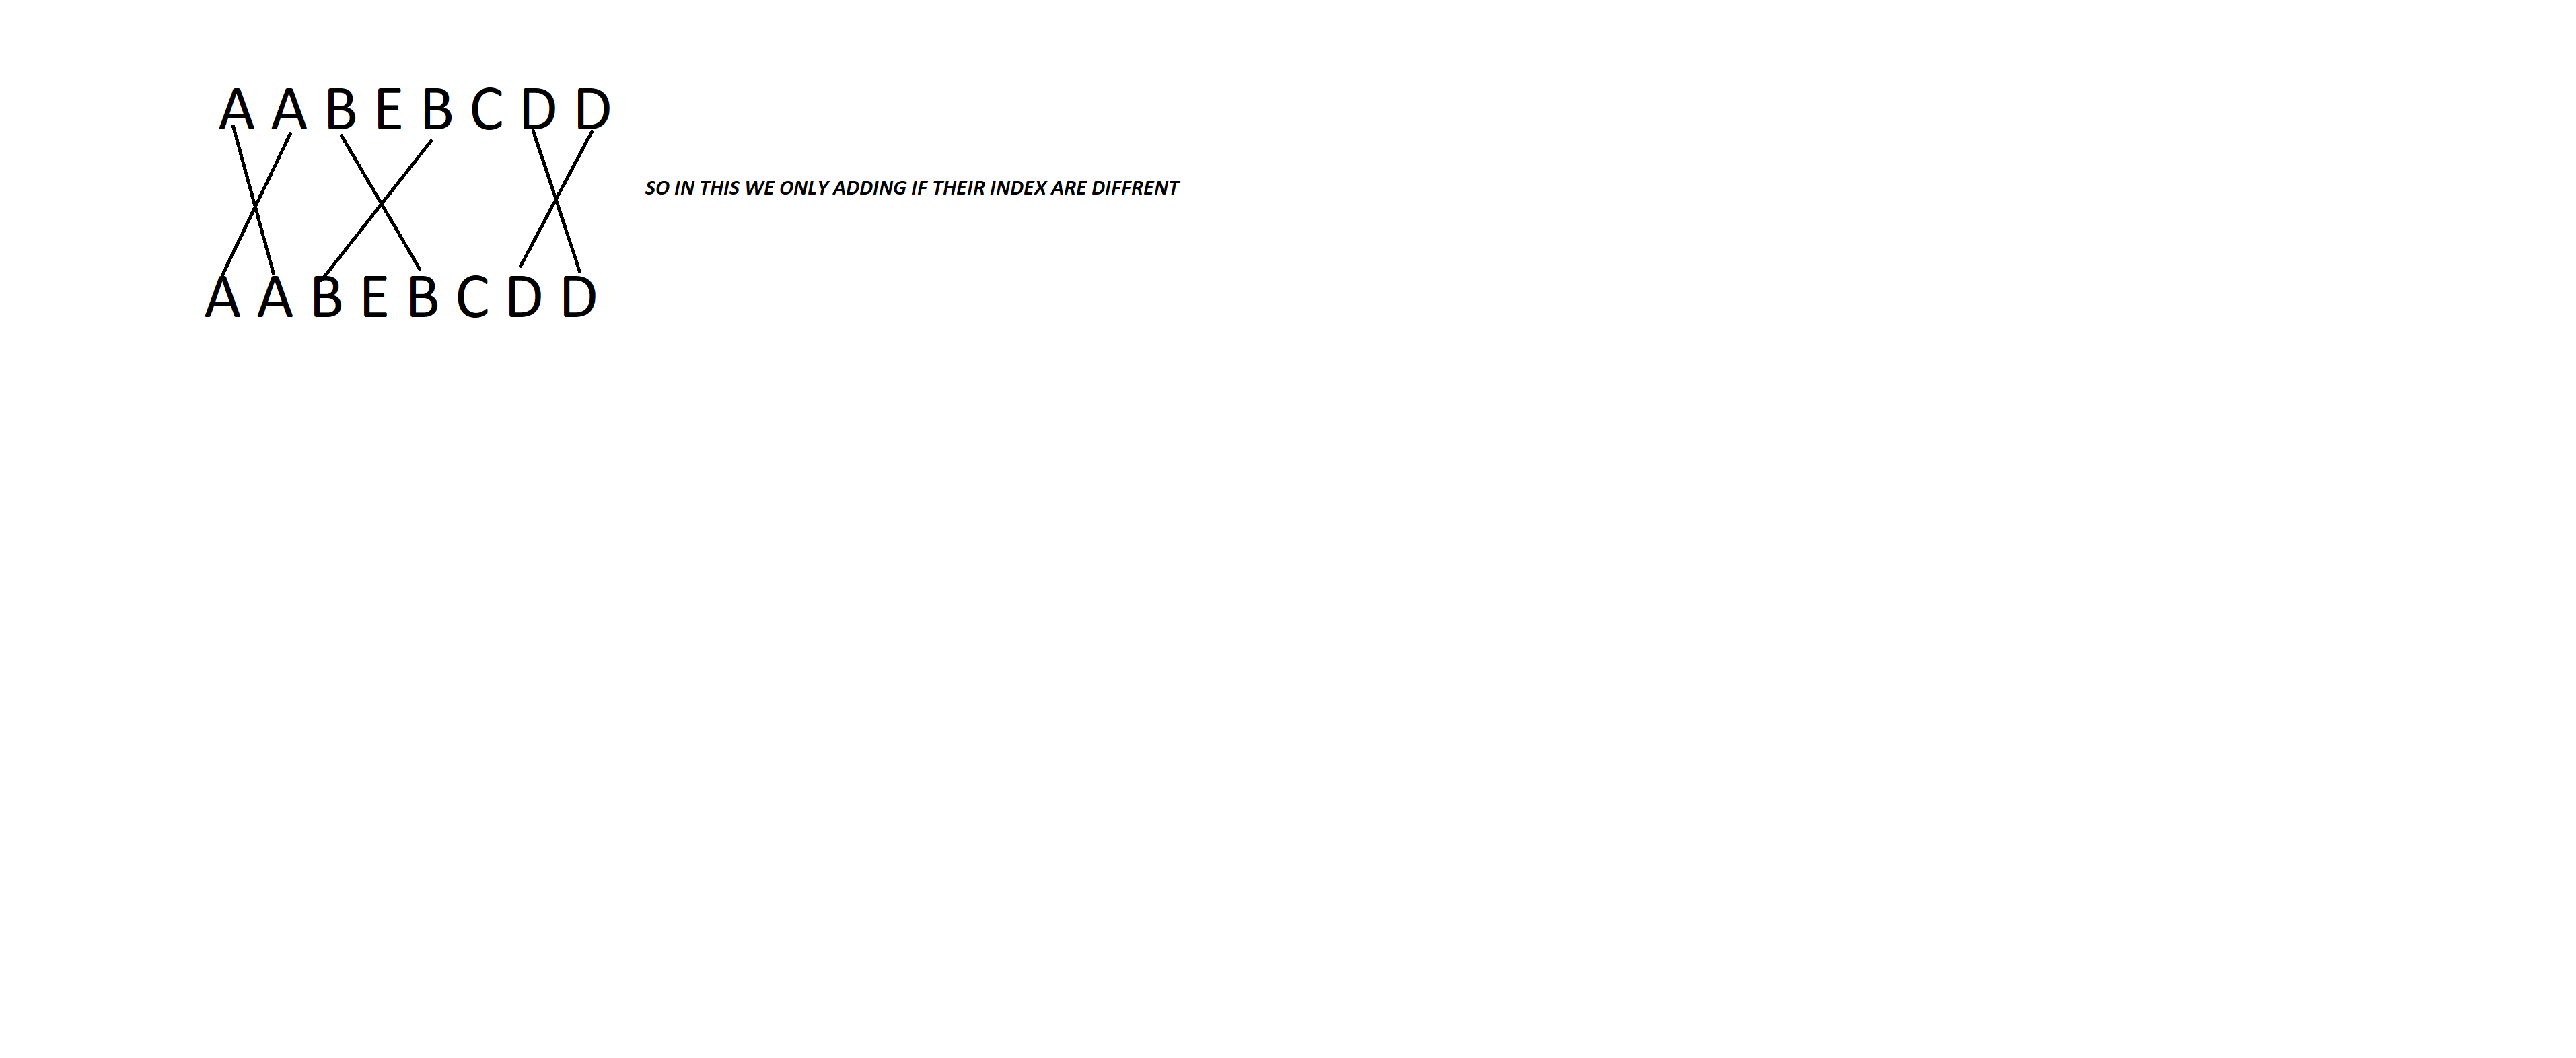 A A B E B C D D
SO IN THIS WE ONLY ADDING IF THEIR INDEX ARE DIFFRENT
A A B E B C D D